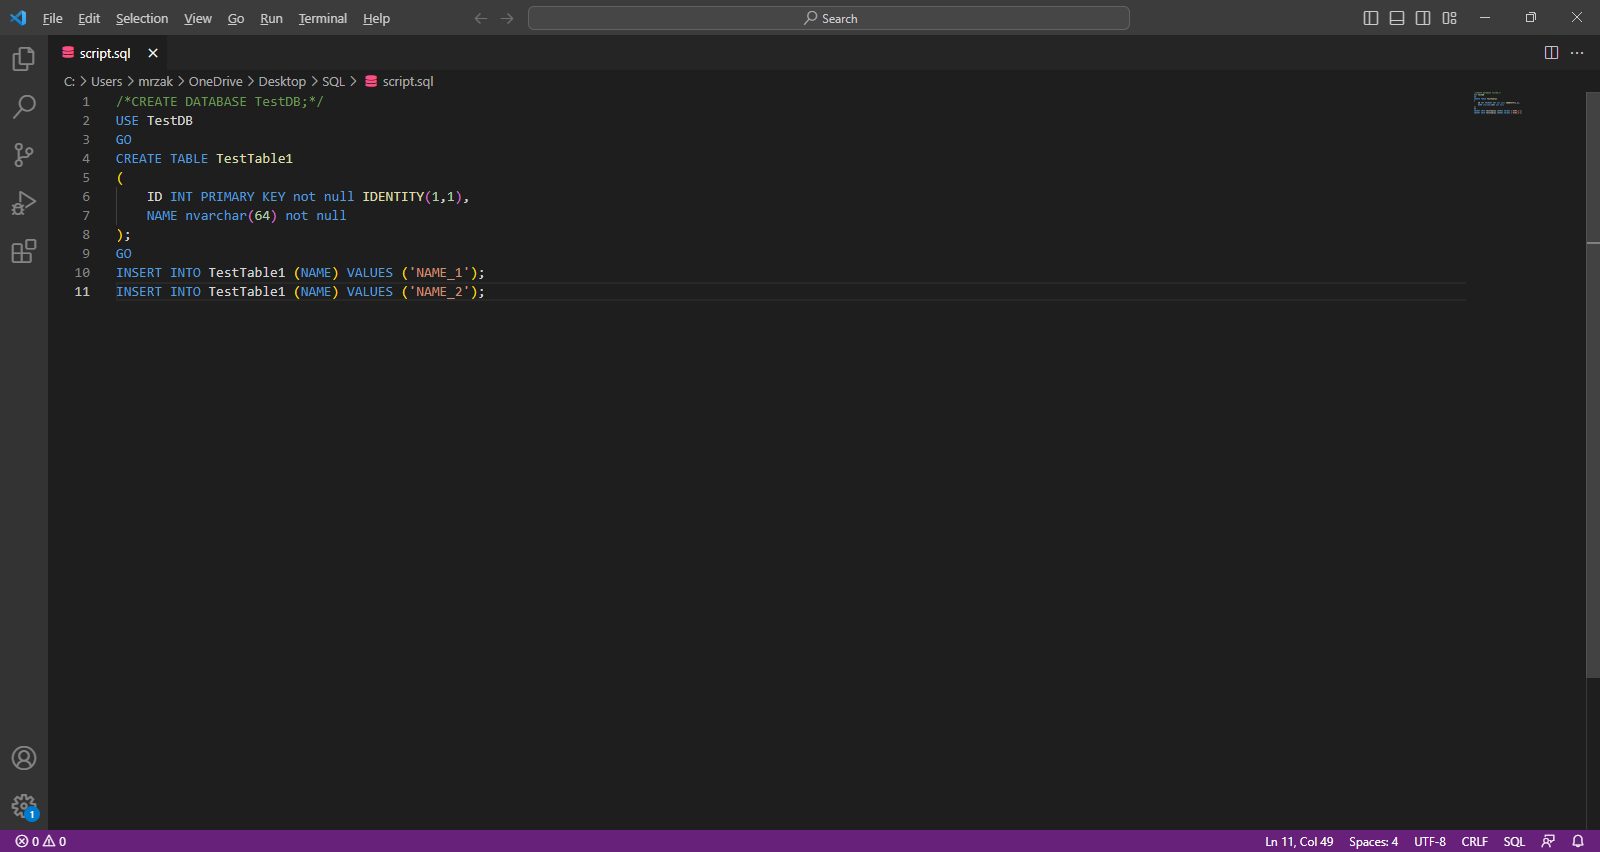 File Edit Selection View Go Run Terminal Help Search
script.sql
C: Users mrzak OneDrive Desktop SQL script.sql
1 /*CREATE DATABASE TestDB;*/
2 USE TestDB
3 GO
4 CREATE TABLE TestTable1
5 (
6 ID INT PRIMARY KEY not null IDENTITY(1,1),
7 NAME nvarchar(64) not null
8 );
9 GO
10 INSERT INTO TestTable1 (NAME) VALUES ('NAME_1');
11 INSERT INTO TestTable1 (NAME) VALUES ('NAME_2');
1
0 0 Ln 11, Col 49 Spaces: 4 UTF-8 CRLF SQL